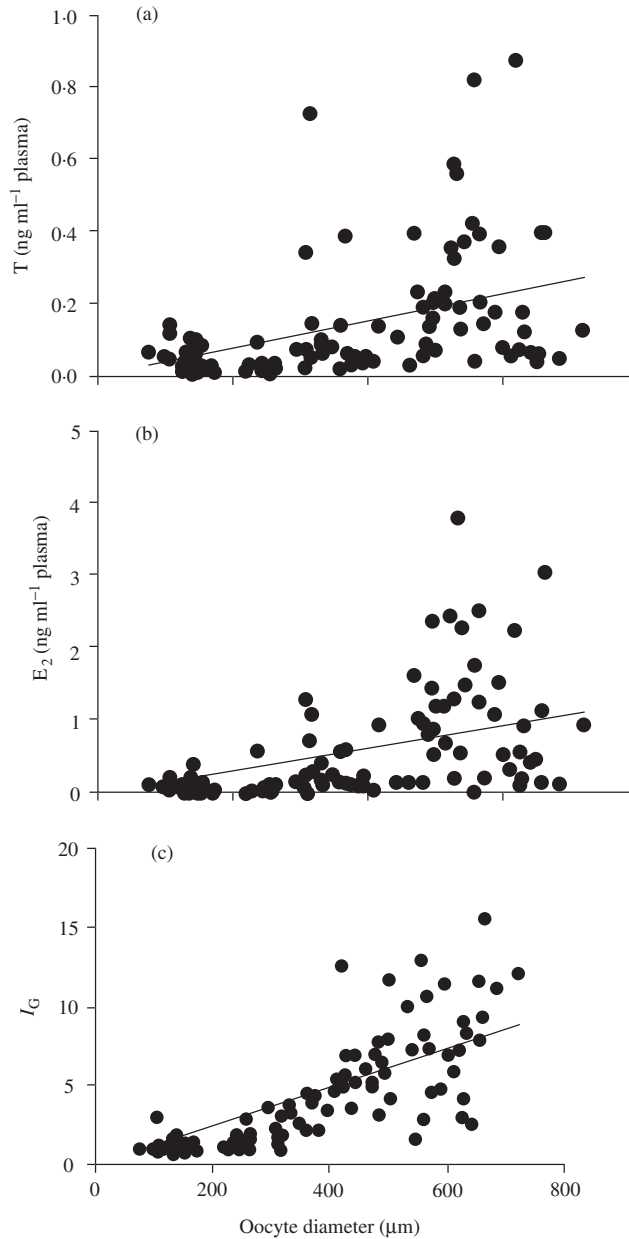 (a)
1·0
0·8
0·6
0·4
0·2
0·0
T (ng ml⁻¹ plasma)
(b)
5
4
3
2
1
0
E₂ (ng ml⁻¹ plasma)
(c)
20
15
10
5
0
I_G
0 200 400 600 800
Oocyte diameter (μm)